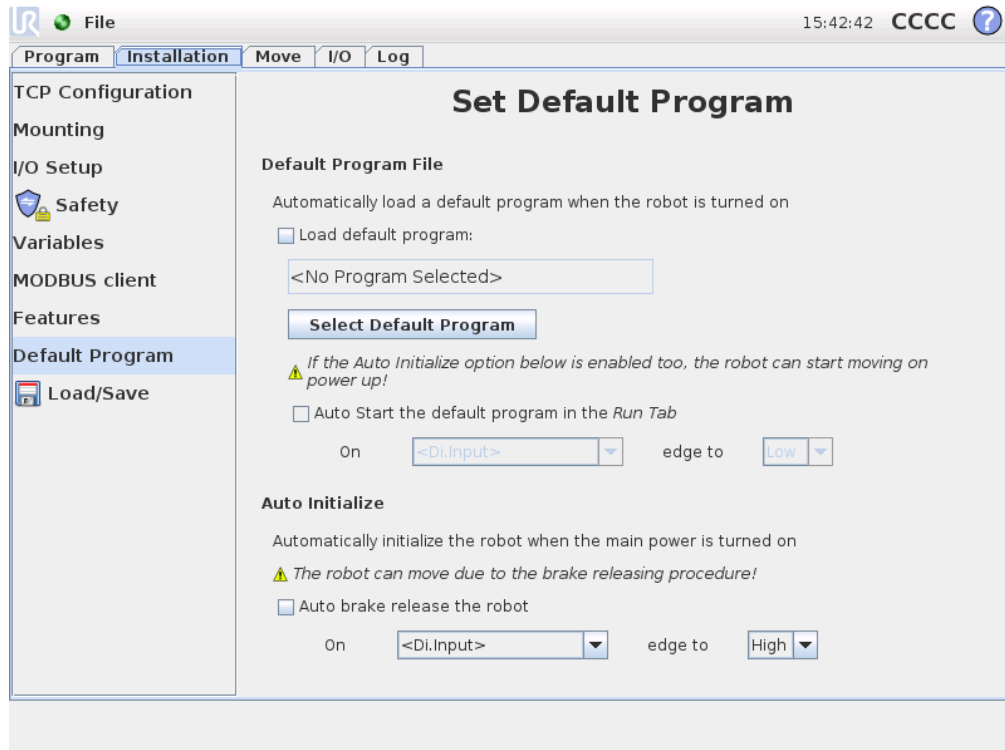 UR File 15:42:42 CCCC ?
Program Installation Move I/O Log
TCP Configuration
Mounting
I/O Setup
Safety
Variables
MODBUS client
Features
Default Program
Load/Save
Set Default Program
Default Program File
Automatically load a default program when the robot is turned on
Load default program:
<No Program Selected>
Select Default Program
If the Auto Initialize option below is enabled too, the robot can start moving on
power up!
Auto Start the default program in the Run Tab
On <Di.Input> edge to Low
Auto Initialize
Automatically initialize the robot when the main power is turned on
The robot can move due to the brake releasing procedure!
Auto brake release the robot
On <Di.Input> edge to High